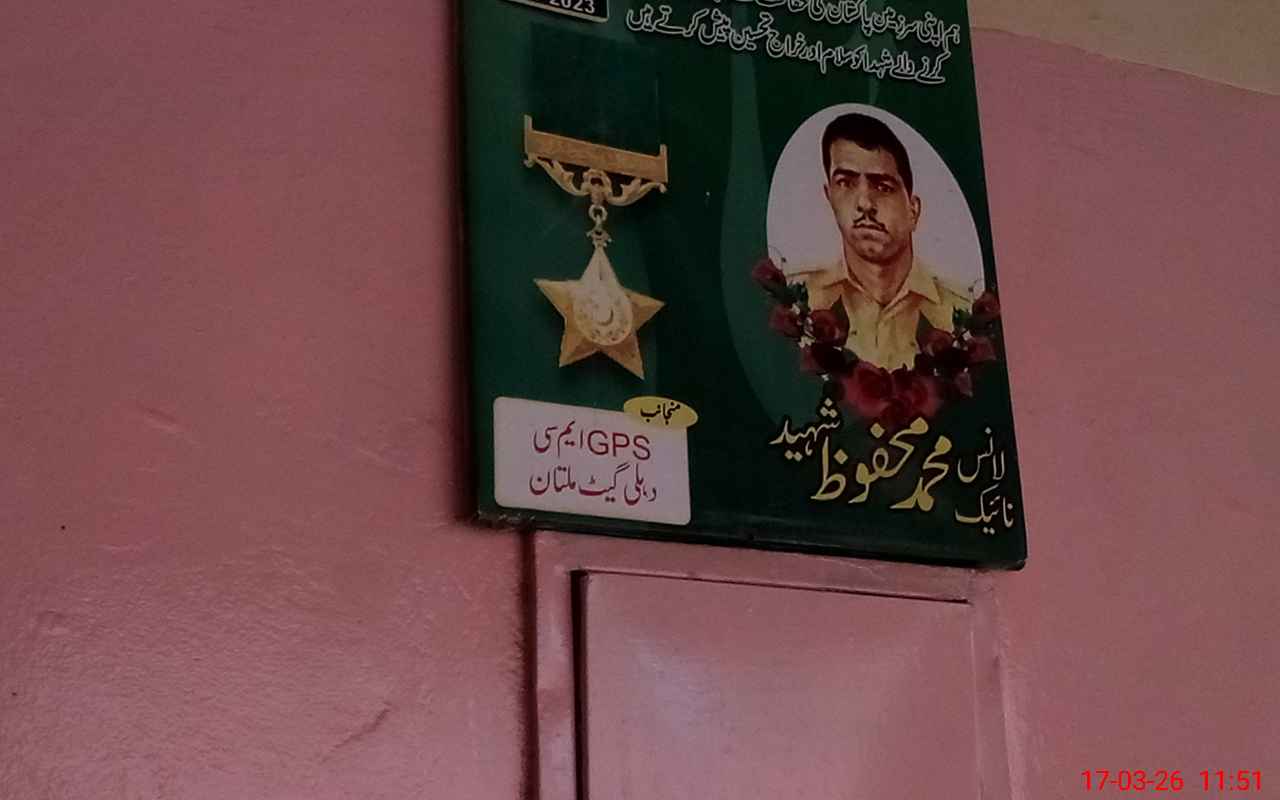 2023
ہم اپنی سرزمین پاکستان کی
کرنے والے شہدا کو سلام اور خراج تحسین پیش کرتے ہیں
منجانب
GPS ایم سی
دہلی گیٹ ملتان
لانس نائیک
محمد محفوظ شہید
17-03-26 11:51